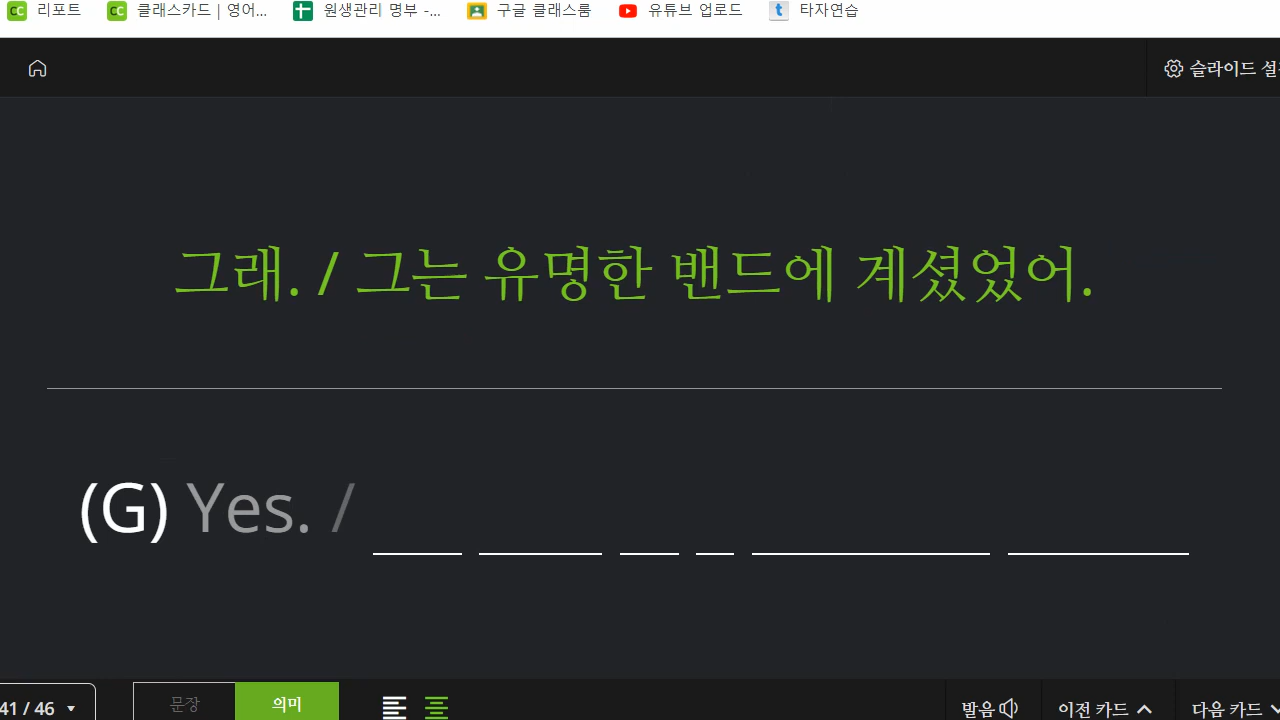 리포트 클래스카드 | 영어... 원생관리 명부 -... 구글 클래스룸 유튜브 업로드 타자연습
슬라이드 설
그래. / 그는 유명한 밴드에 계셨었어.
(G) Yes. /
41 / 46 문장 의미 발음 이전 카드 다음 카드